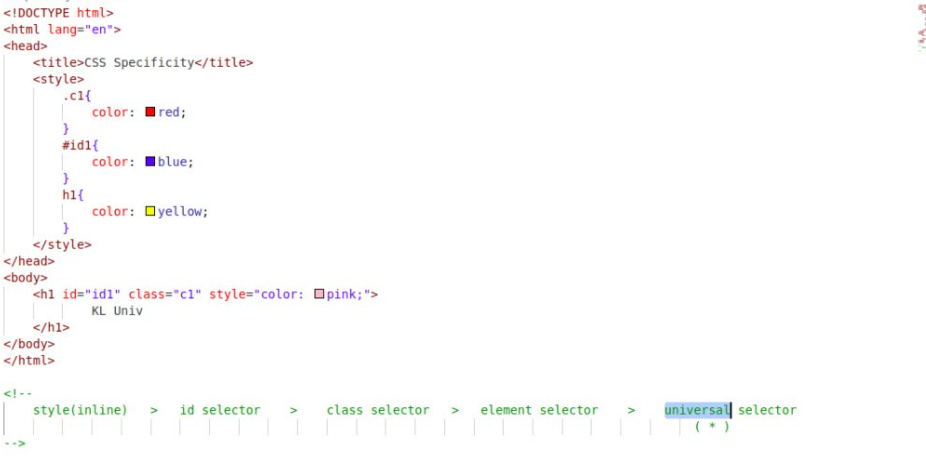 <!DOCTYPE html>
<html lang="en">
<head>
    <title>CSS Specificity</title>
    <style>
        .c1{
            color: red;
        }
        #id1{
            color: blue;
        }
        h1{
            color: yellow;
        }
    </style>
</head>
<body>
    <h1 id="id1" class="c1" style="color: pink;">
            KL Univ
    </h1>
</body>
</html>

<!--
    style(inline)   >   id selector    >    class selector   >   element selector    >    universal selector
                                                                                              ( * )
-->